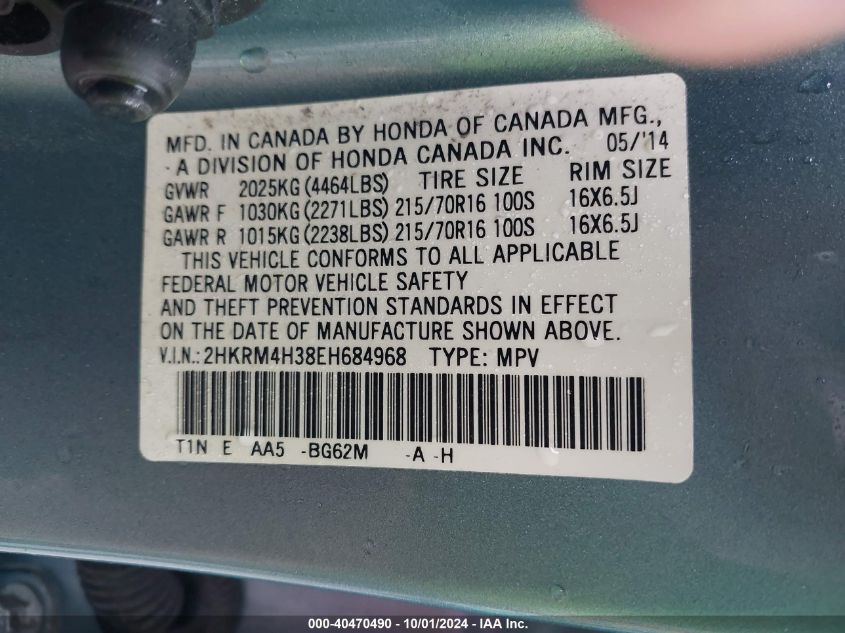 MFD. IN CANADA BY HONDA OF CANADA MFG.,
A DIVISION OF HONDA CANADA INC. 05/'14
GVWR 2025KG (4464LBS) TIRE SIZE RIM SIZE
GAWR F 1030KG (2271LBS) 215/70R16 100S 16X6.5J
GAWR R 1015KG (2238LBS) 215/70R16 100S 16X6.5J
THIS VEHICLE CONFORMS TO ALL APPLICABLE
FEDERAL MOTOR VEHICLE SAFETY
AND THEFT PREVENTION STANDARDS IN EFFECT
ON THE DATE OF MANUFACTURE SHOWN ABOVE.
V.I.N.: 2HKRM4H38EH684968 TYPE: MPV
T1N E AA5 -BG62M -A -H
000-40470490 - 10/01/2024 - IAA Inc.